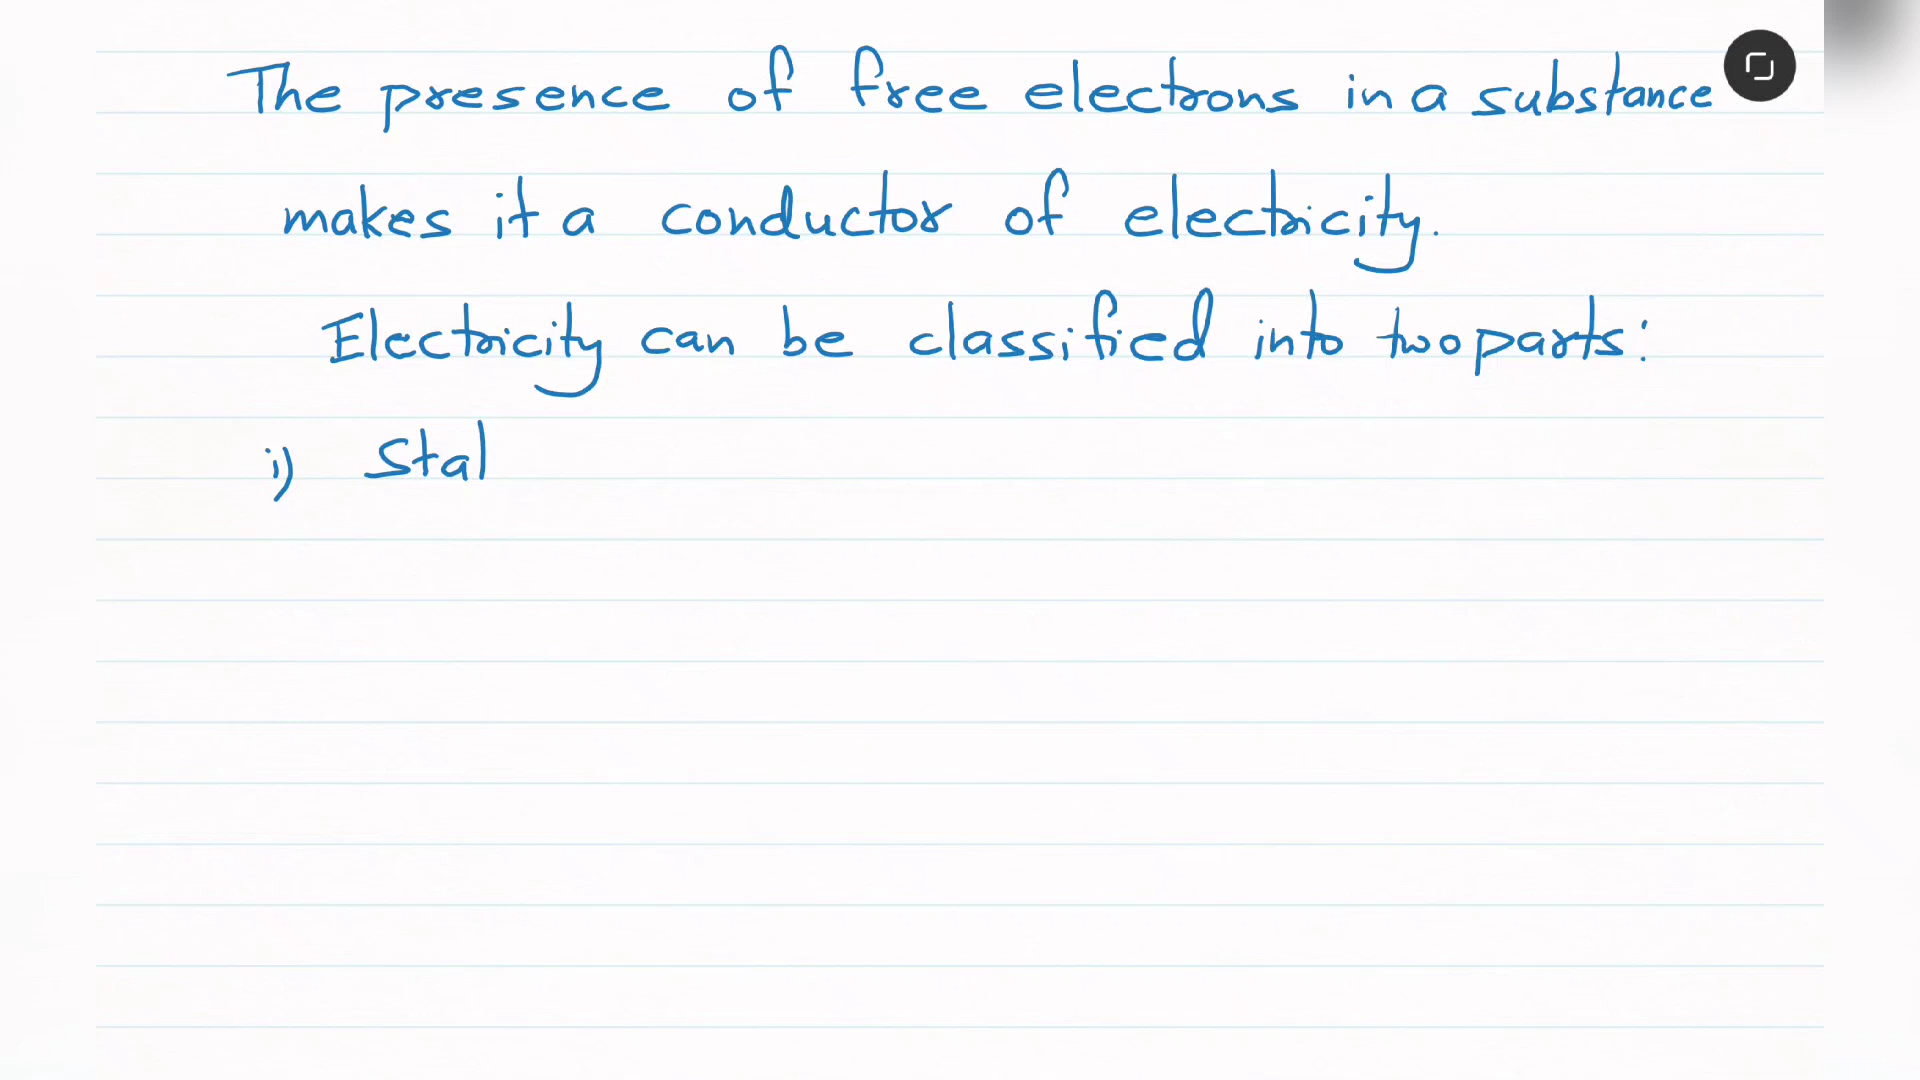 The presence of free electrons in a substance
makes it a conductor of electricity.
Electricity can be classified into two parts:
i) Stal